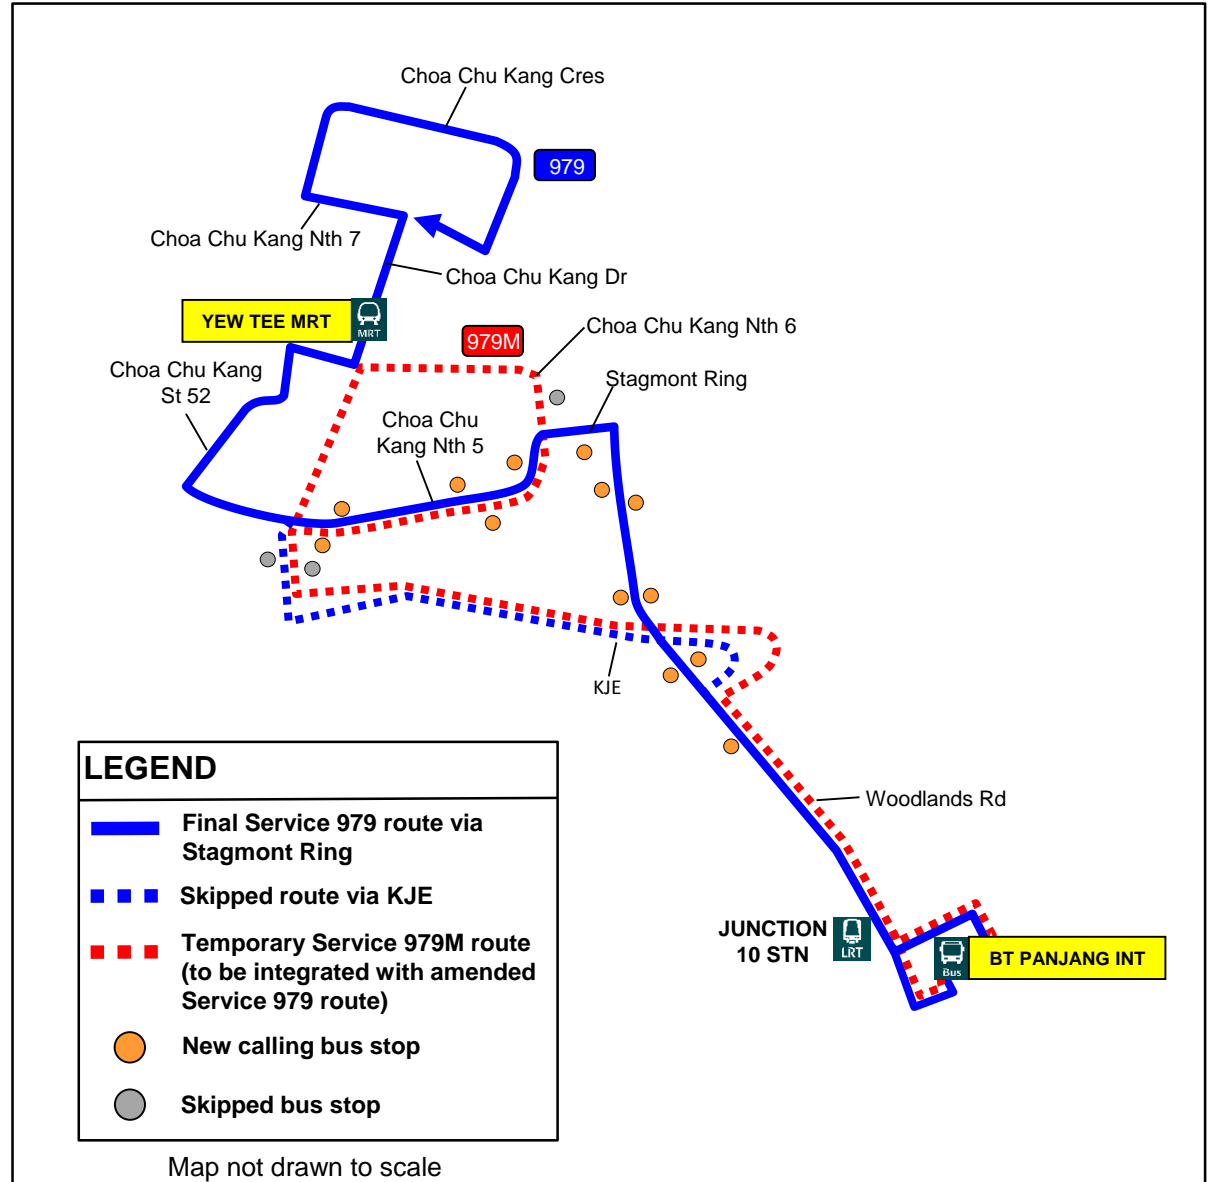 Choa Chu Kang Cres
979
Choa Chu Kang Nth 7
Choa Chu Kang Dr
YEW TEE MRT
MRT
979M
Choa Chu Kang Nth 6
Choa Chu Kang
St 52
Stagmont Ring
Choa Chu
Kang Nth 5
KJE
Woodlands Rd
JUNCTION
10 STN
LRT
Bus
BT PANJANG INT
LEGEND
Final Service 979 route via
Stagmont Ring
Skipped route via KJE
Temporary Service 979M route
(to be integrated with amended
Service 979 route)
New calling bus stop
Skipped bus stop
Map not drawn to scale